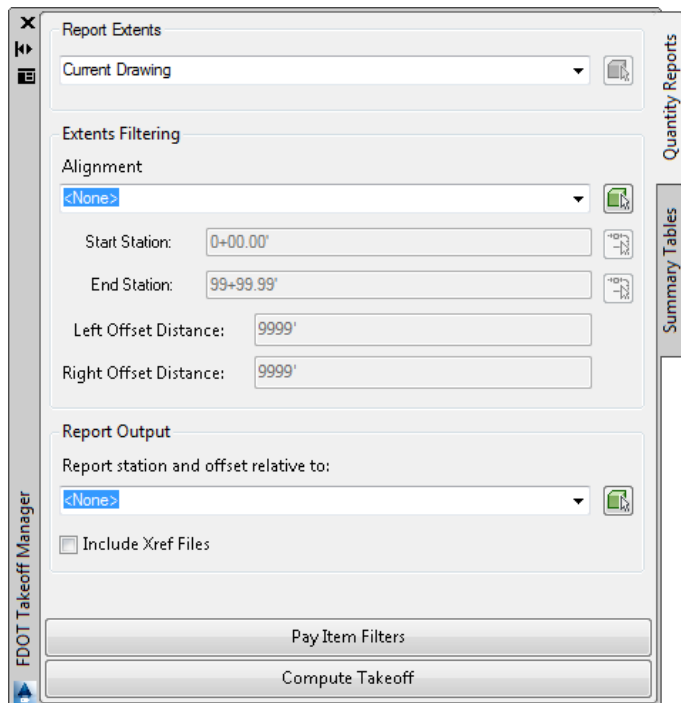 Report Extents
Current Drawing
Extents Filtering
Alignment
<None>
Start Station: 0+00.00'
End Station: 99+99.99'
Left Offset Distance: 9999'
Right Offset Distance: 9999'
Report Output
Report station and offset relative to:
<None>
Include Xref Files
Pay Item Filters
Compute Takeoff
Quantity Reports
Summary Tables
FDOT Takeoff Manager